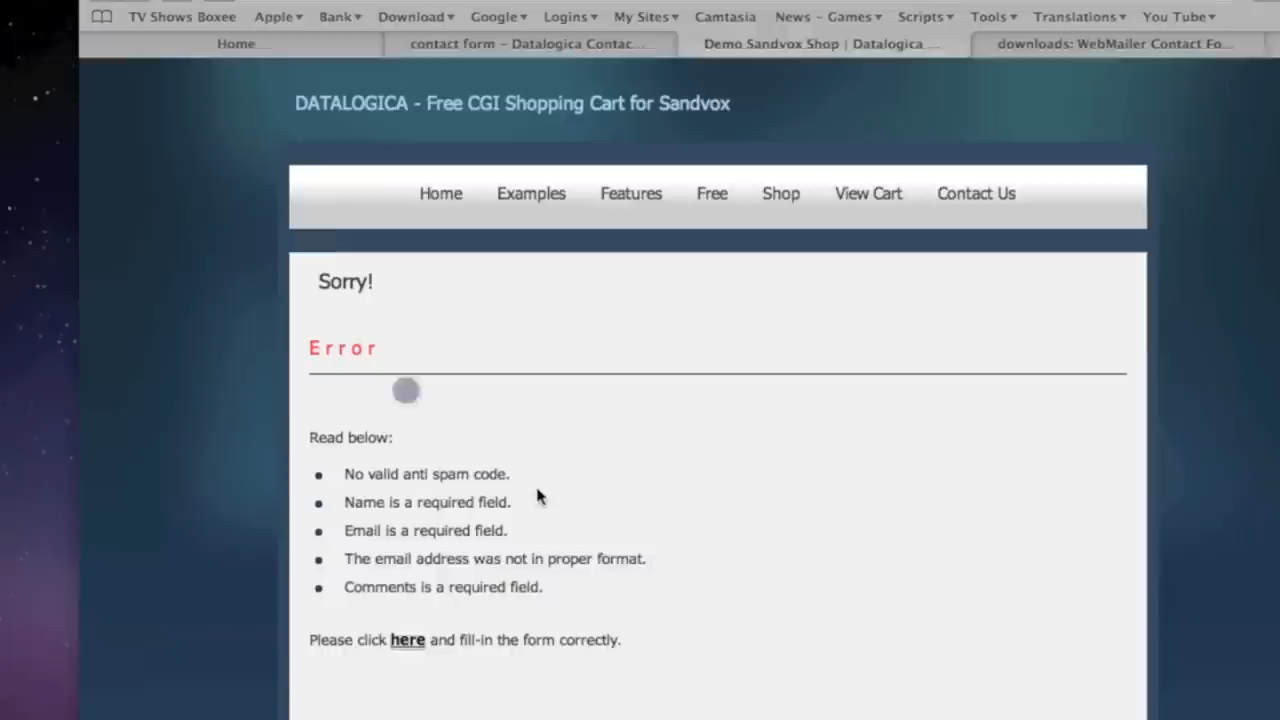 TV Shows Boxee Apple▾ Bank▾ Download▾ Google▾ Logins▾ My Sites▾ Camtasia News – Games▾ Scripts▾ Tools▾ Translations▾ You Tube▾
Home contact form – Datalogica Contac... Demo Sandvox Shop | Datalogica ... downloads: WebMailer Contact Fo...
DATALOGICA - Free CGI Shopping Cart for Sandvox
Home Examples Features Free Shop View Cart Contact Us
Sorry!
Error
Read below:
• No valid anti spam code.
• Name is a required field.
• Email is a required field.
• The email address was not in proper format.
• Comments is a required field.
Please click here and fill-in the form correctly.